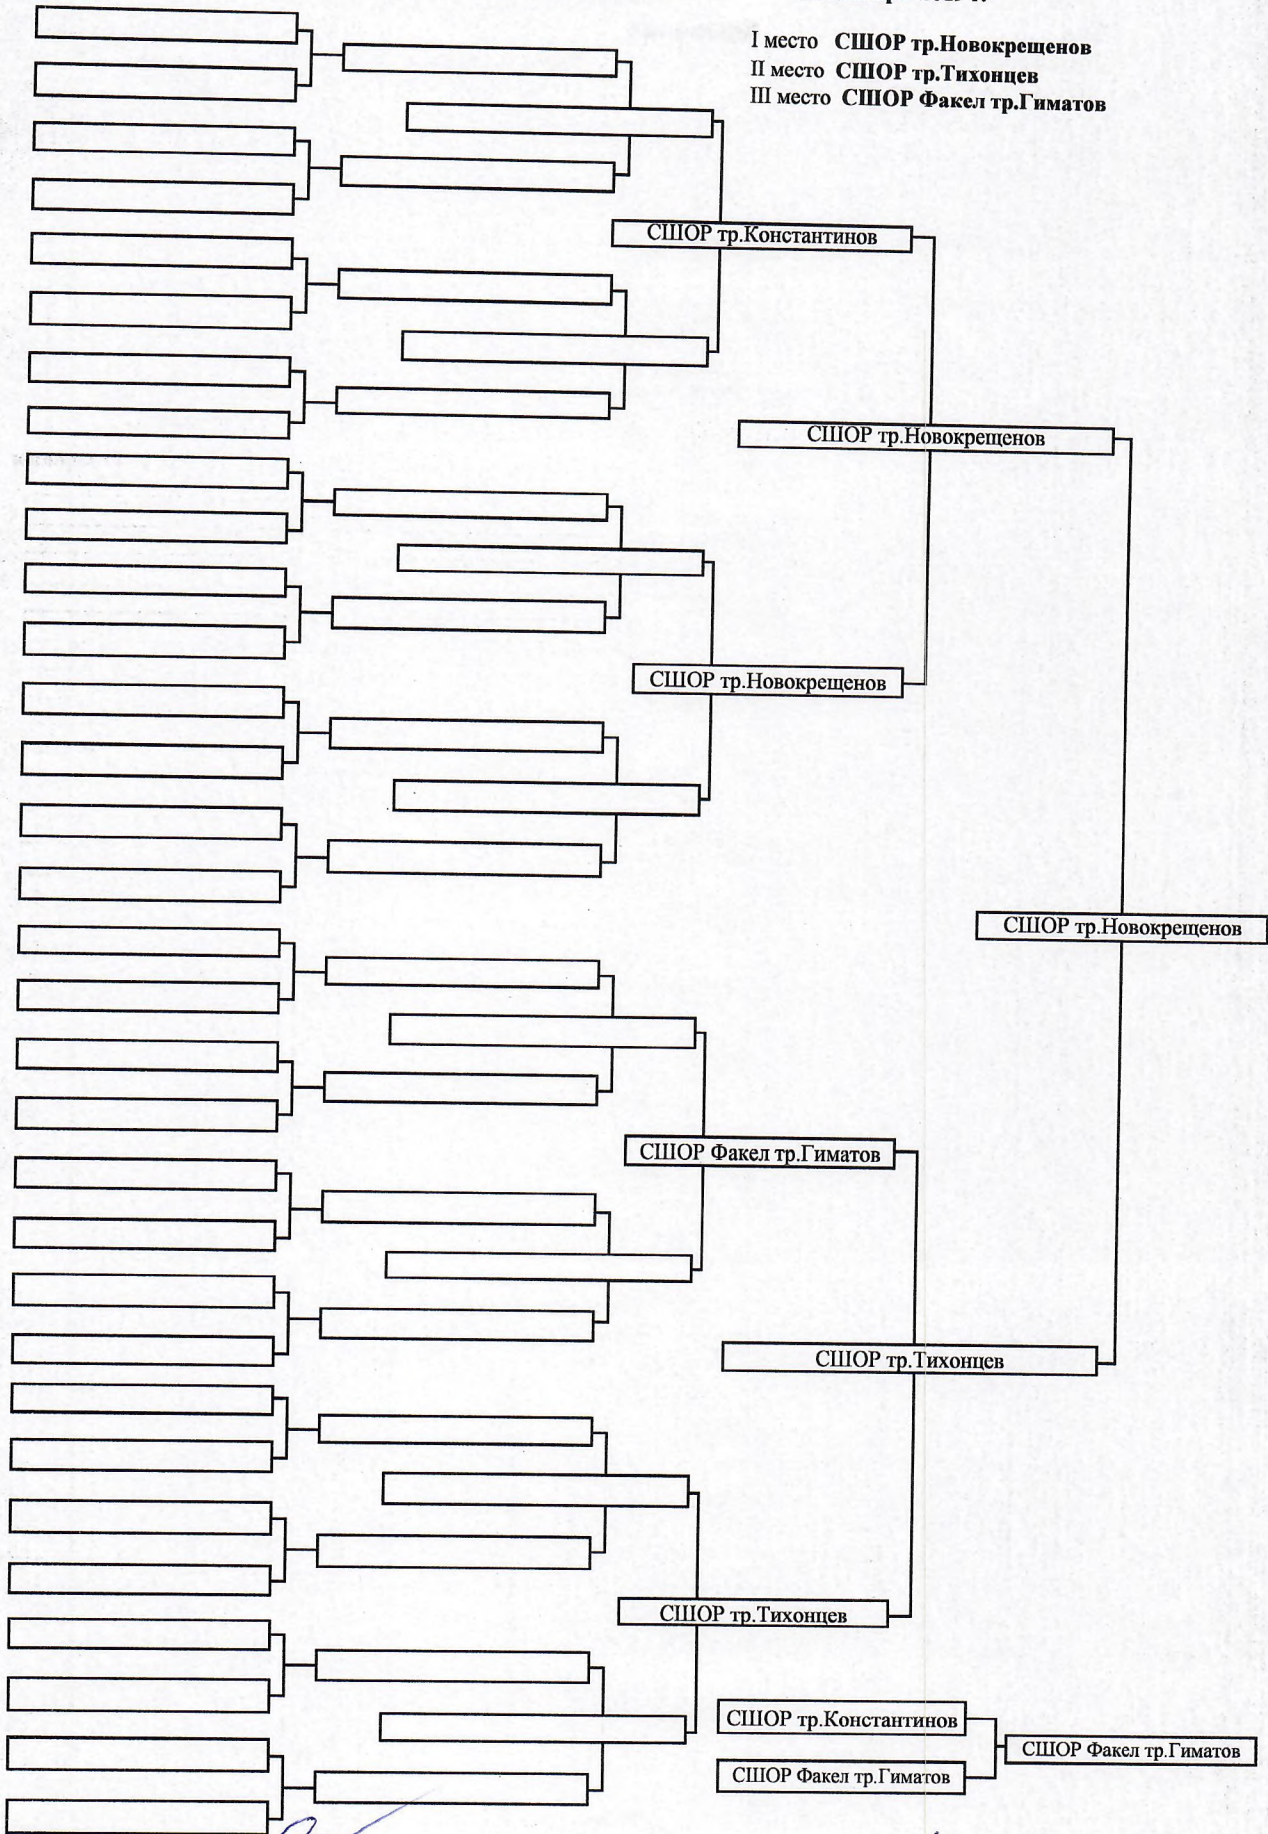 I место СШОР тр.Новокрещенов
II место СШОР тр.Тихонцев
III место СШОР Факел тр.Гиматов
СШОР тр.Константинов
СШОР тр.Новокрещенов
СШОР тр.Новокрещенов
СШОР тр.Новокрещенов
СШОР Факел тр.Гиматов
СШОР тр.Тихонцев
СШОР тр.Тихонцев
СШОР тр.Константинов
СШОР Факел тр.Гиматов
СШОР Факел тр.Гиматов